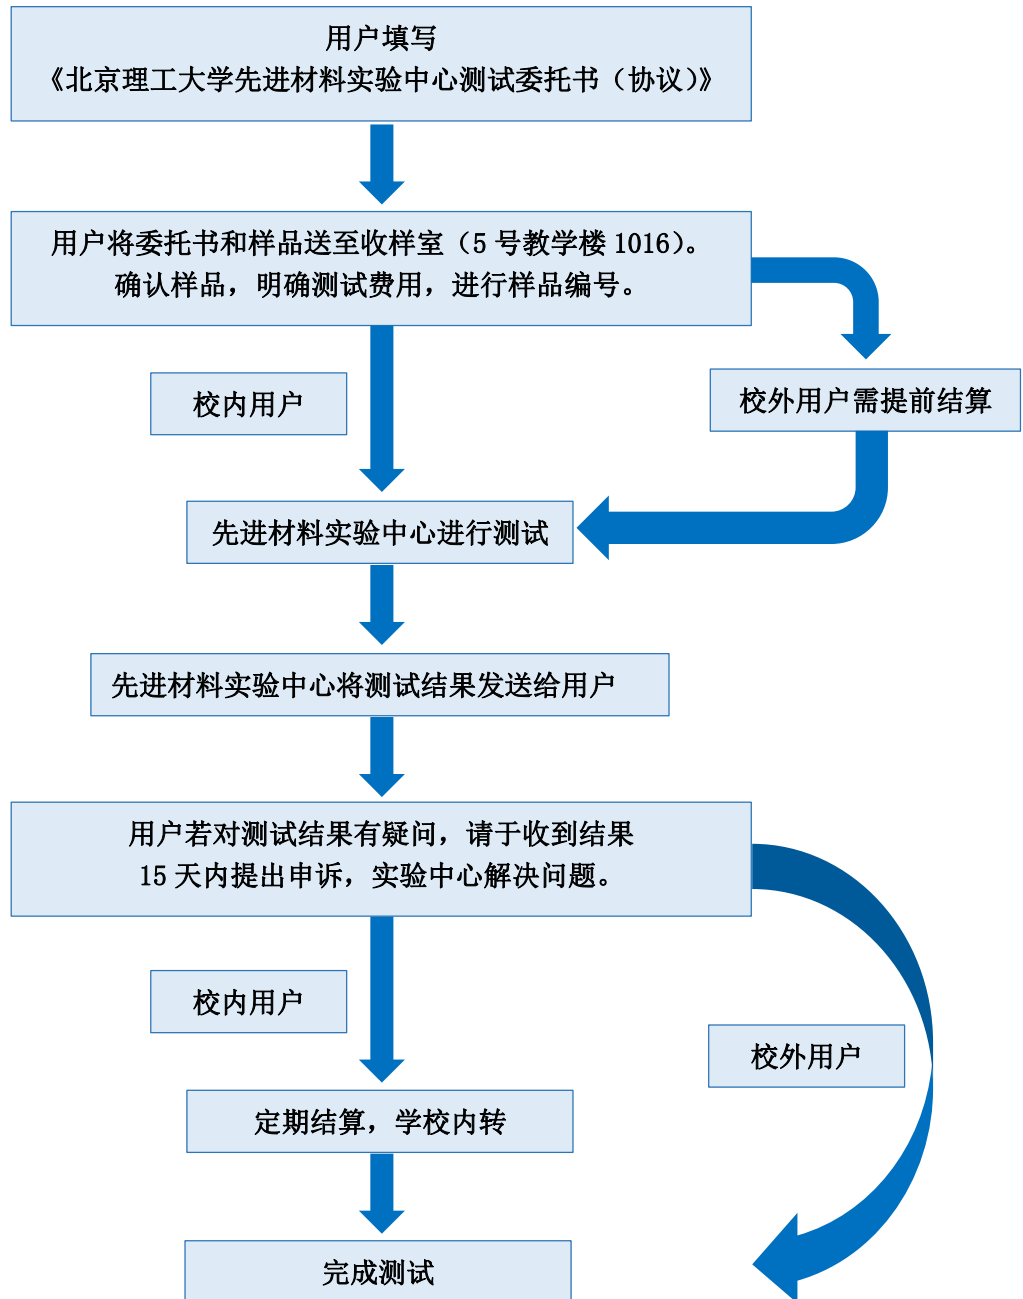 用户填写
《北京理工大学先进材料实验中心测试委托书（协议）》
用户将委托书和样品送至收样室（5 号教学楼 1016）。
确认样品，明确测试费用，进行样品编号。
校内用户
校外用户需提前结算
先进材料实验中心进行测试
先进材料实验中心将测试结果发送给用户
用户若对测试结果有疑问，请于收到结果
15 天内提出申诉，实验中心解决问题。
校内用户
校外用户
定期结算，学校内转
完成测试